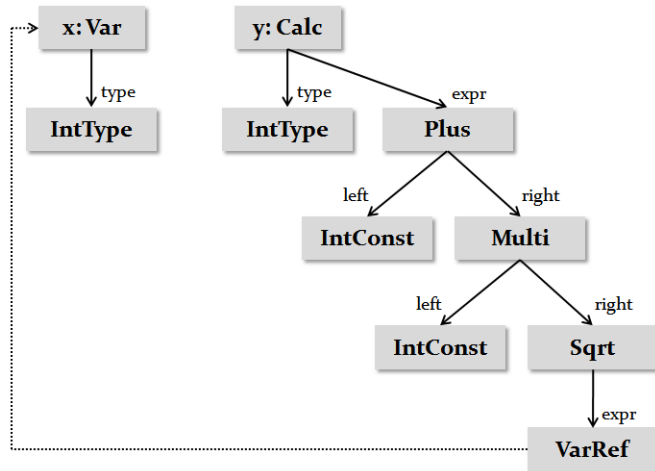 x: Var
y: Calc
type
type
expr
IntType
IntType
Plus
left
right
IntConst
Multi
left
right
IntConst
Sqrt
expr
VarRef